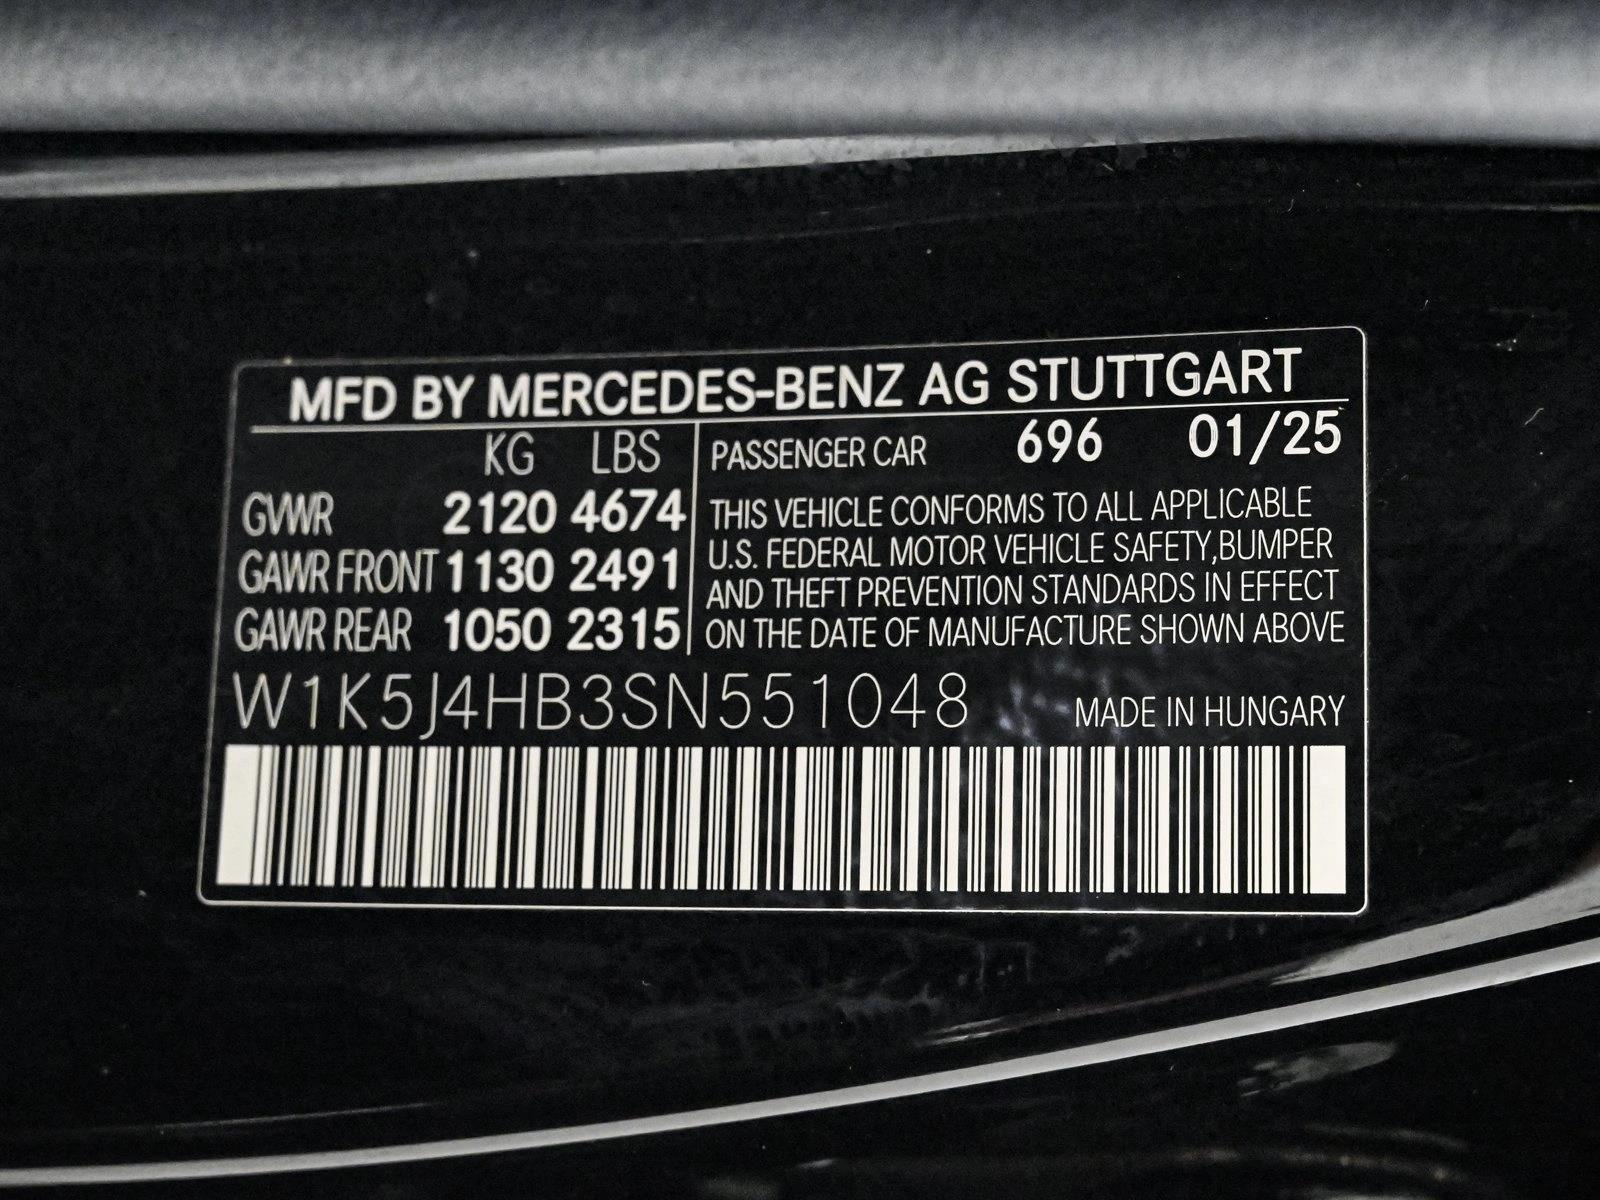 MFD BY MERCEDES-BENZ AG STUTTGART
KG LBS
GVWR 2120 4674
GAWR FRONT 1130 2491
GAWR REAR 1050 2315
PASSENGER CAR 696 01/25
THIS VEHICLE CONFORMS TO ALL APPLICABLE
U.S. FEDERAL MOTOR VEHICLE SAFETY,BUMPER
AND THEFT PREVENTION STANDARDS IN EFFECT
ON THE DATE OF MANUFACTURE SHOWN ABOVE
W1K5J4HB3SN551048
MADE IN HUNGARY